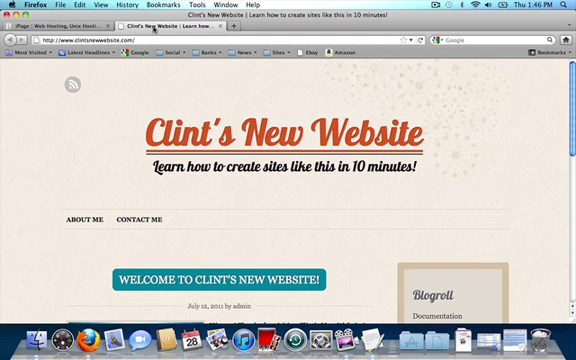 Firefox File Edit View History Bookmarks Tools Window Help Thu 1:46 PM
Clint's New Website | Learn how to create sites like this in 10 minutes!
iPage | Web Hosting, Unix Hosti... Clint's New Website | Learn how...
http://www.clintsnewwebsite.com/ Google
Most Visited Latest Headlines Google Social Banks News Sites Ebay Amazon Bookmarks
Clint's New Website
Learn how to create sites like this in 10 minutes!
ABOUT ME CONTACT ME
WELCOME TO CLINT'S NEW WEBSITE!
July 12, 2011 by admin
Blogroll
Documentation
28